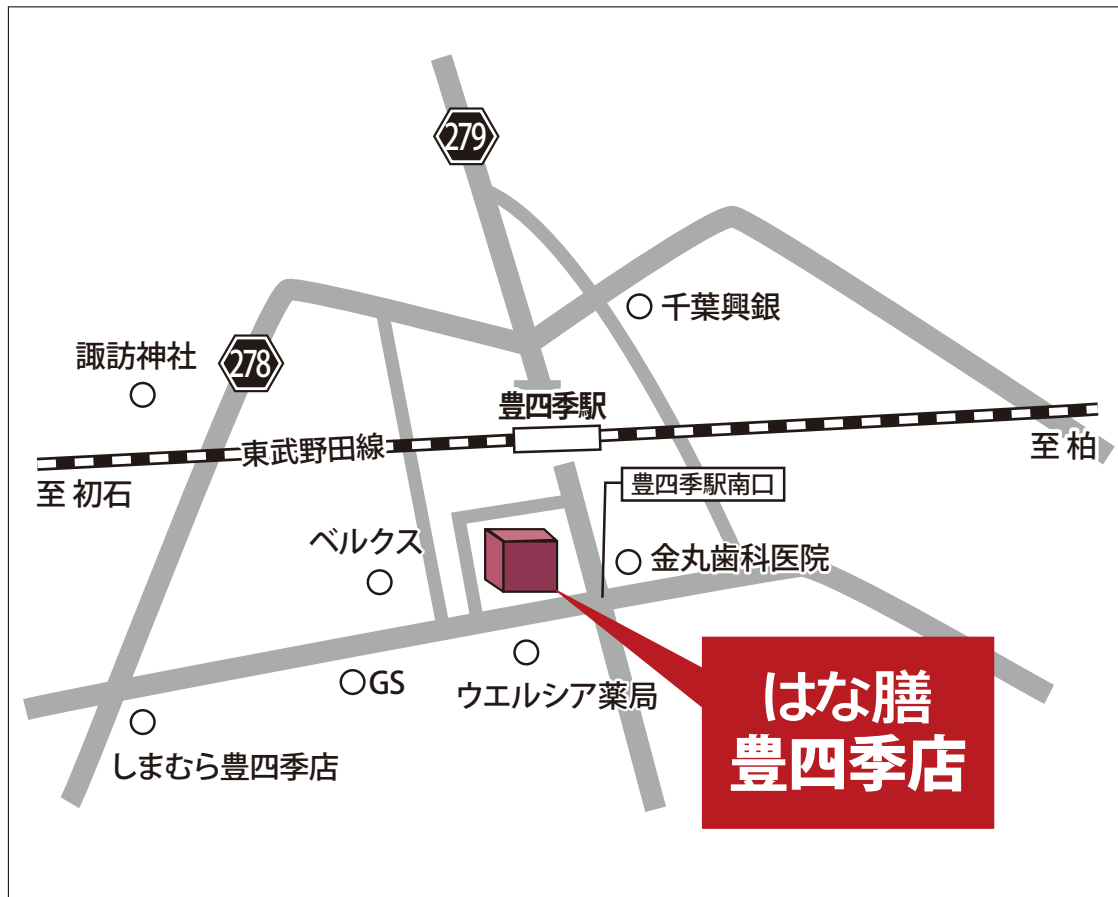 279
千葉興銀
諏訪神社
278
豊四季駅
東武野田線
至 柏
至 初石
豊四季駅南口
ベルクス
金丸歯科医院
GS
ウエルシア薬局
はな膳
豊四季店
しまむら豊四季店